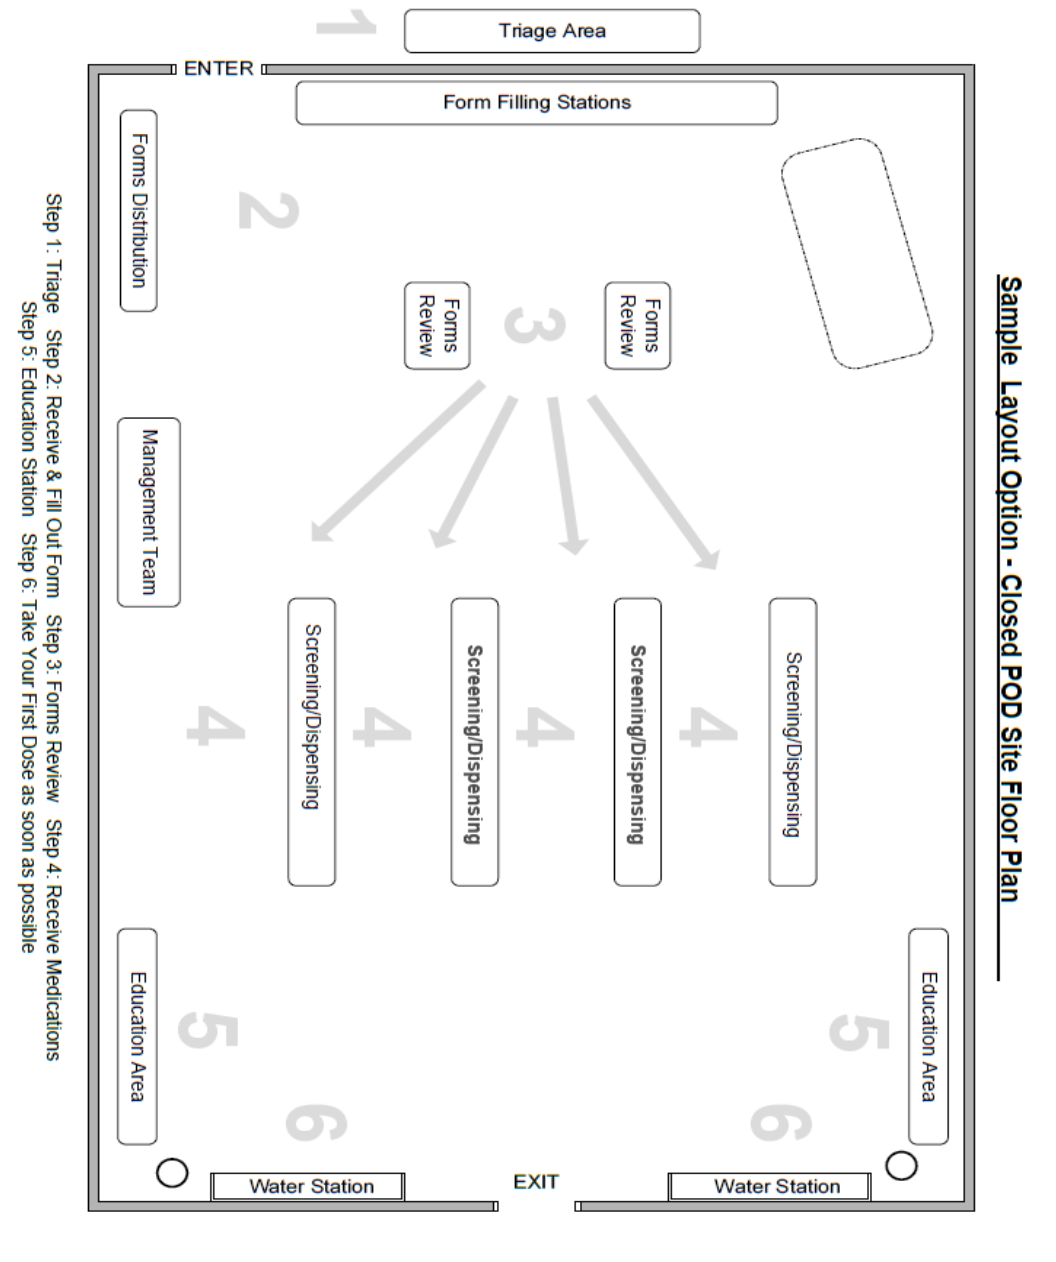 Sample Layout Option - Closed POD Site Floor Plan
1
Triage Area
ENTER
Form Filling Stations
Forms Distribution
2
Forms
Review
3
Forms
Review
Management Team
Screening/Dispensing
Screening/Dispensing
Screening/Dispensing
Screening/Dispensing
4
4
4
4
Education Area
5
5
Education Area
6
6
Water Station
EXIT
Water Station
Step 1: Triage Step 2: Receive & Fill Out Form Step 3: Forms Review Step 4: Receive Medications
Step 5: Education Station Step 6: Take Your First Dose as soon as possible